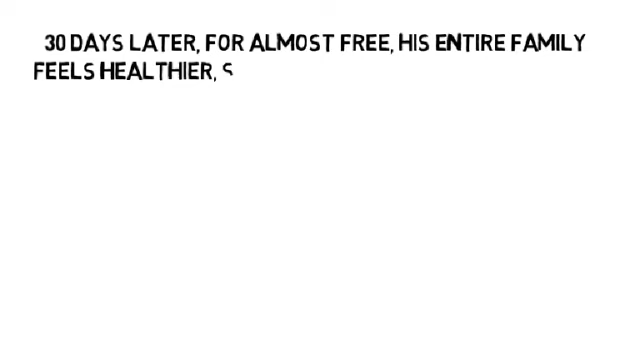 30 DAYS LATER, FOR ALMOST FREE, HIS ENTIRE FAMILY
FEELS HEALTHIER, S